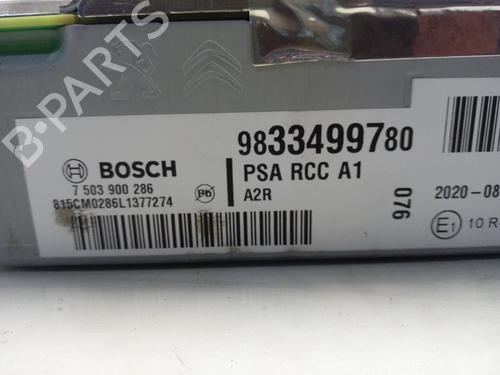 B-PARTS
BOSCH
7 503 900 286
815CM0286L1377274
Pb
9833499780
PSA RCC A1
A2R
076
2020-08
E1
10 R